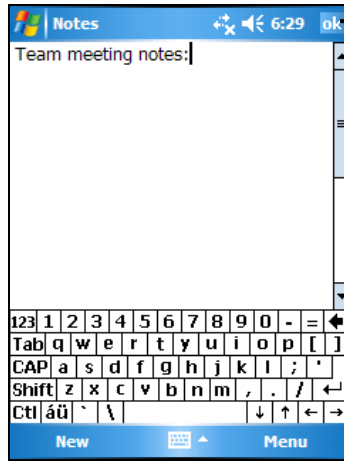 Notes 6:29 ok
Team meeting notes:
123 1 2 3 4 5 6 7 8 9 0 - =
Tab q w e r t y u i o p [ ]
CAP a s d f g h j k l ; '
Shift z x c v b n m , . / ↵
Ctl áü ` \ ↓ ↑ ← →
New Menu